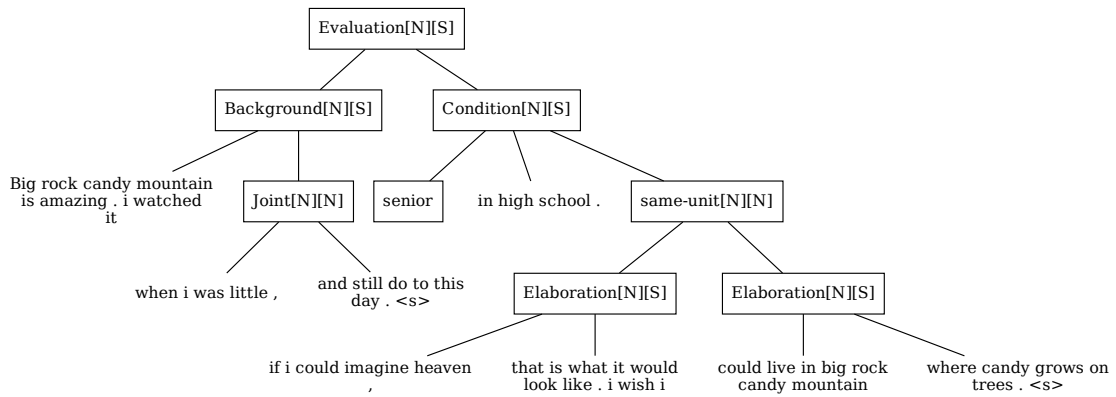 Evaluation[N][S]
Background[N][S]
Condition[N][S]
Big rock candy mountain
is amazing . i watched
it
Joint[N][N]
senior
in high school .
same-unit[N][N]
when i was little ,
and still do to this
day . <s>
Elaboration[N][S]
Elaboration[N][S]
if i could imagine heaven
,
that is what it would
look like . i wish i
could live in big rock
candy mountain
where candy grows on
trees . <s>